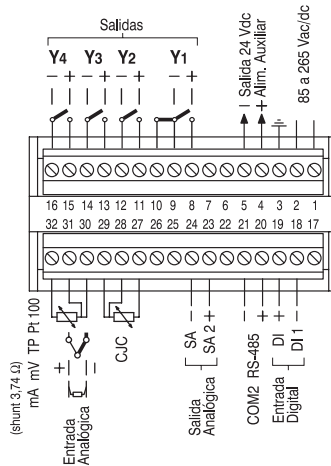 Salidas
Y4 Y3 Y2 Y1
− + − + − + − +
− Salida 24 Vdc
+ Alim. Auxiliar
85 a 265 Vac/dc
16 15 14 13 12 11 10 9 8 7 6 5 4 3 2 1
32 31 30 29 28 27 26 25 24 23 22 21 20 19 18 17
(shunt 3,74 Ω)
mA mV TP Pt 100
+ −
Entrada
Analógica
CJC
SA −
SA 2 +
Salida
Analógica
COM2 RS-485
− +
DI +
DI 1 −
Entrada
Digital